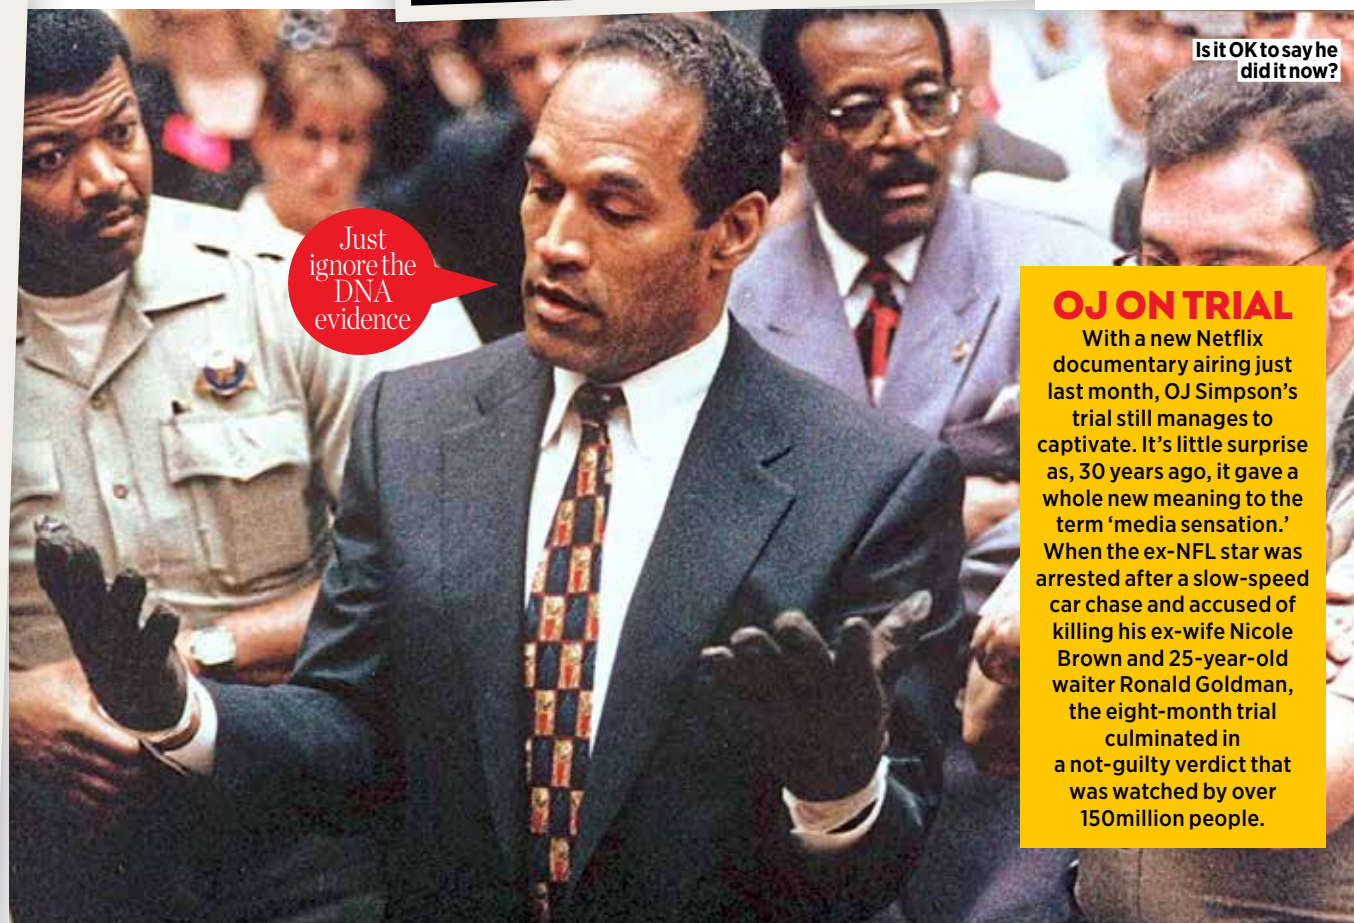 Is it OK to say he
did it now?
Just
ignore the
DNA
evidence
OJ ON TRIAL
With a new Netflix
documentary airing just
last month, OJ Simpson’s
trial still manages to
captivate. It’s little surprise
as, 30 years ago, it gave a
whole new meaning to the
term ‘media sensation.’
When the ex-NFL star was
arrested after a slow-speed
car chase and accused of
killing his ex-wife Nicole
Brown and 25-year-old
waiter Ronald Goldman,
the eight-month trial
culminated in
a not-guilty verdict that
was watched by over
150million people.